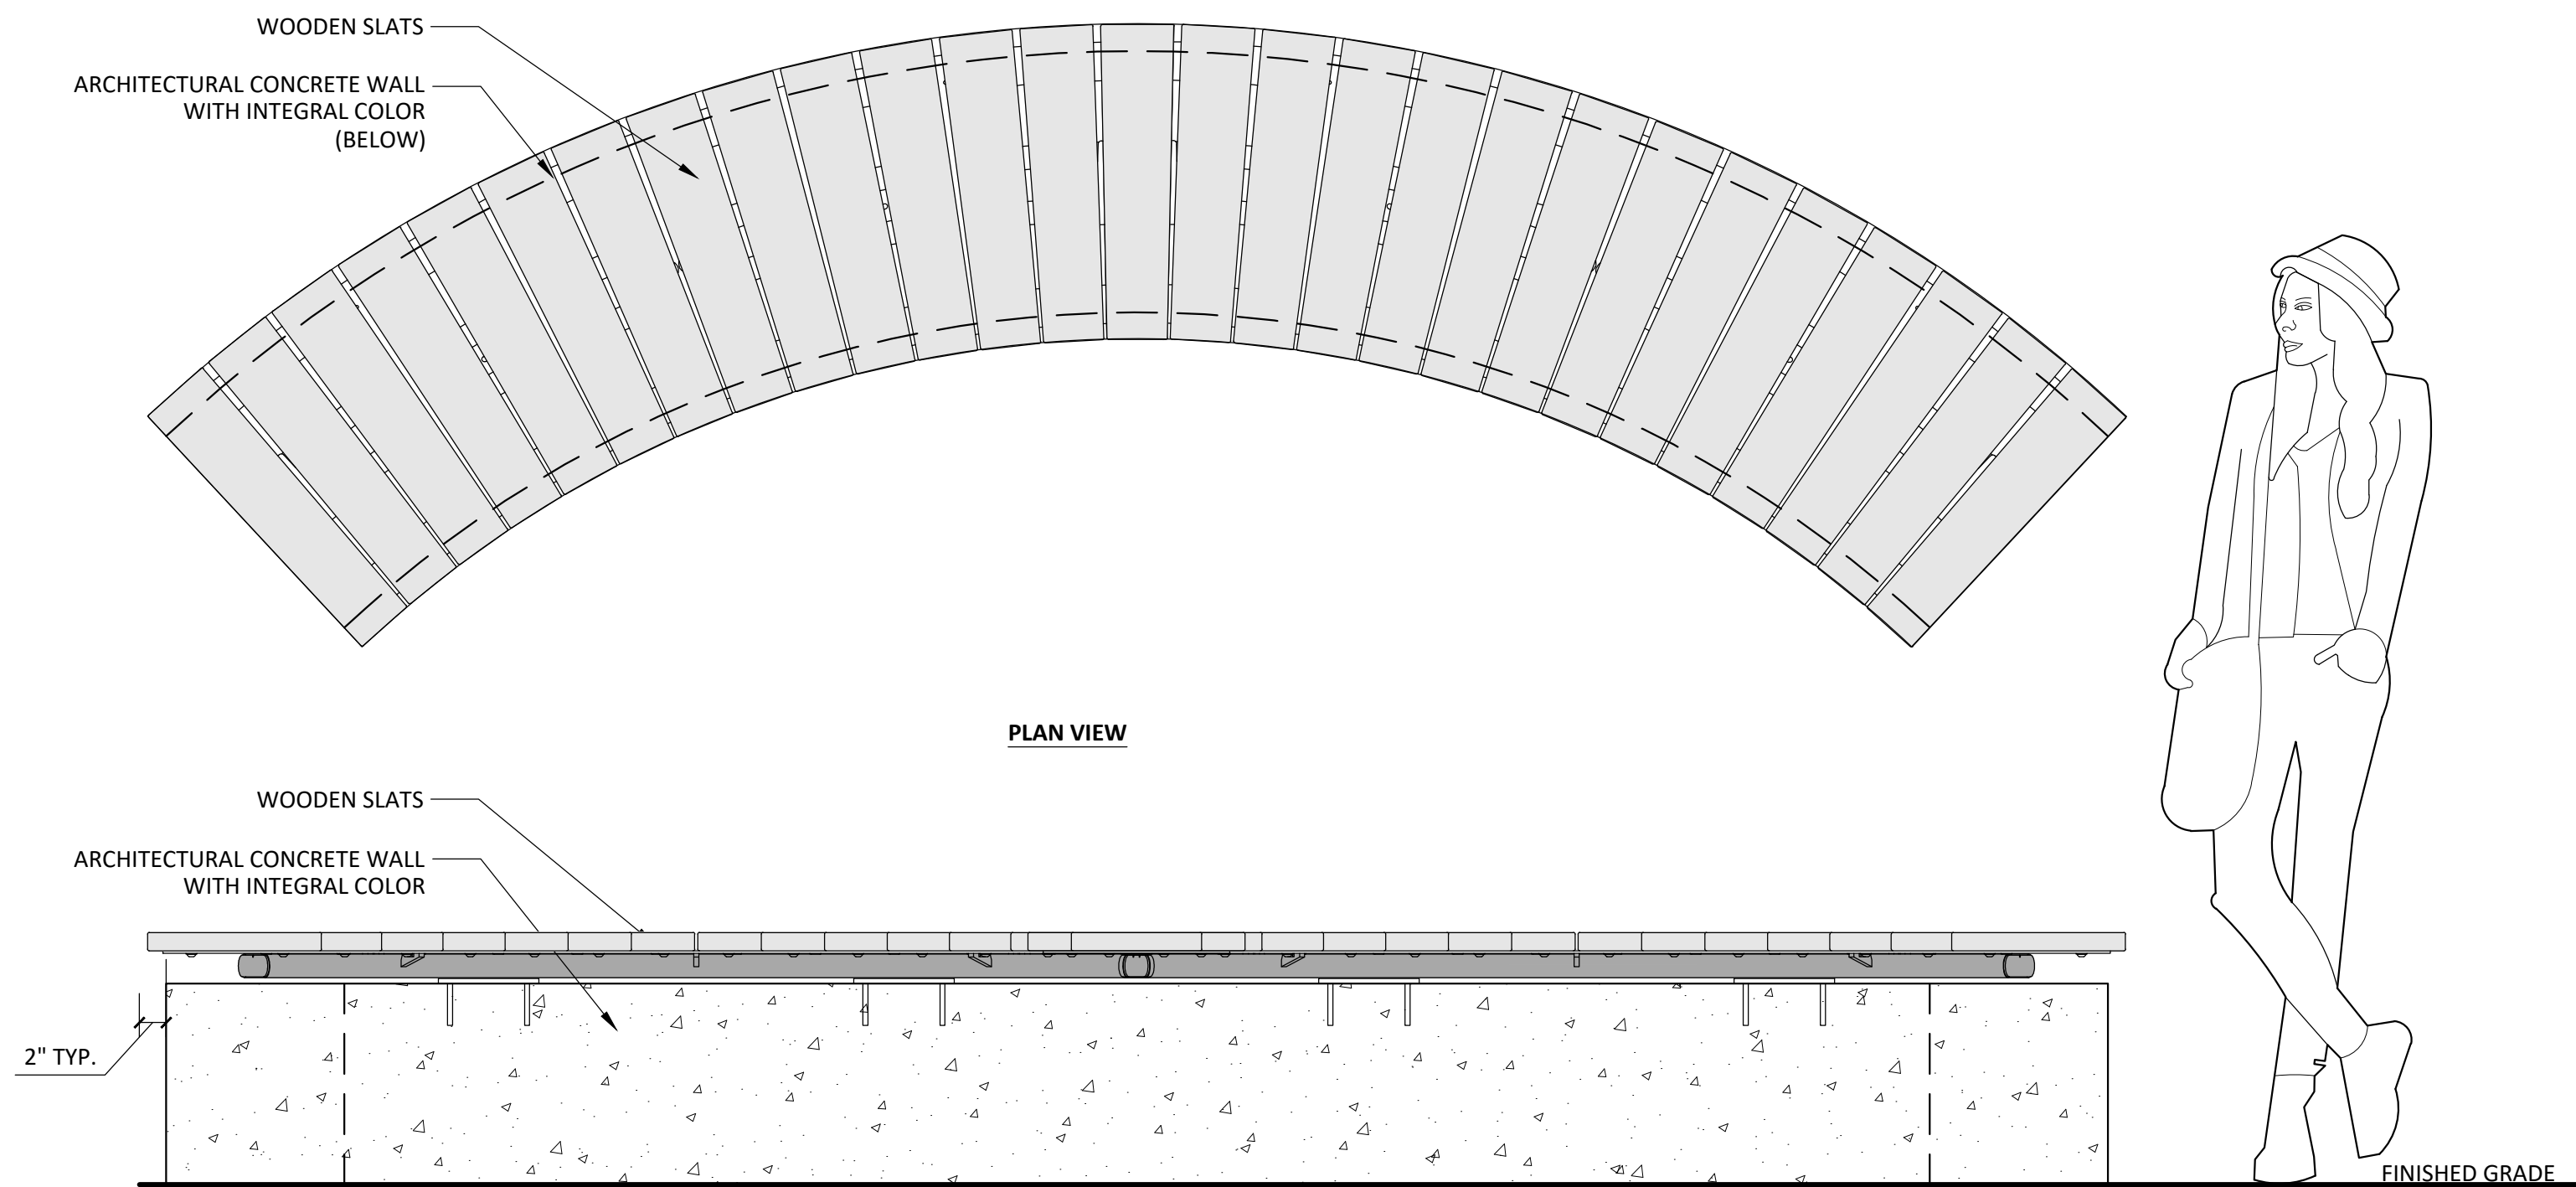 WOODEN SLATS
ARCHITECTURAL CONCRETE WALL
WITH INTEGRAL COLOR
(BELOW)
PLAN VIEW
WOODEN SLATS
ARCHITECTURAL CONCRETE WALL
WITH INTEGRAL COLOR
2" TYP.
FINISHED GRADE